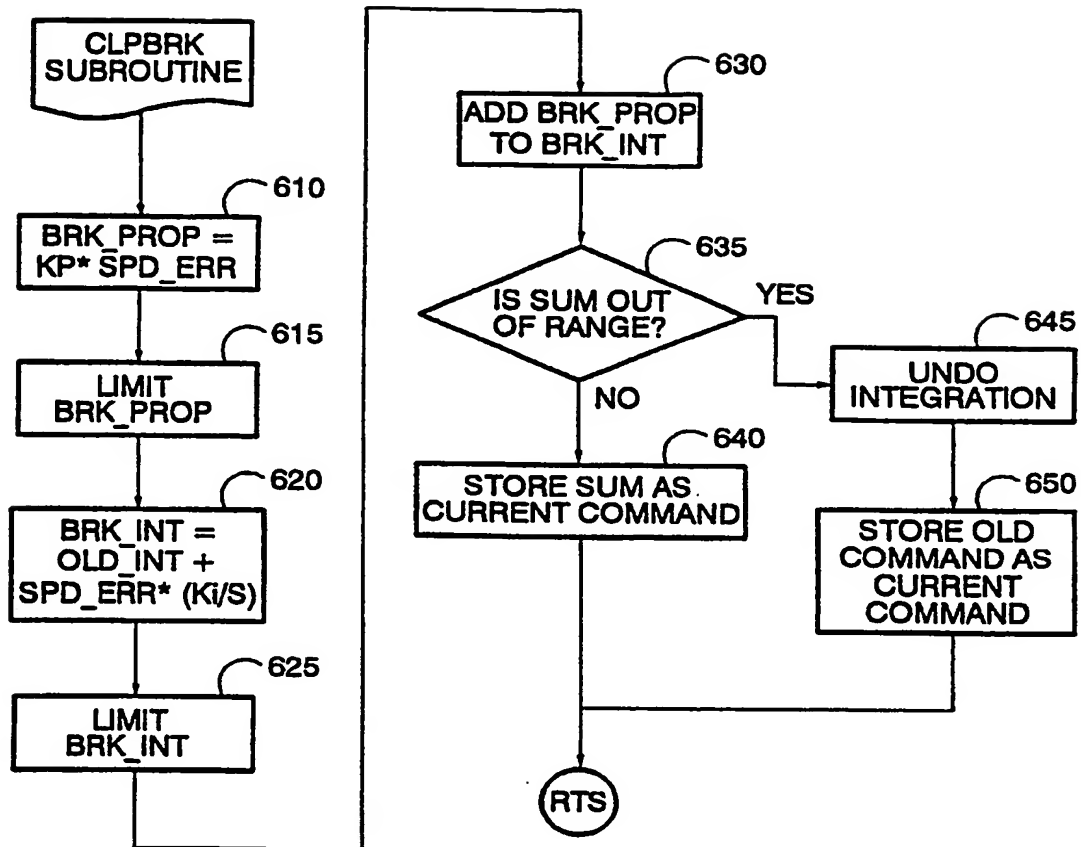 CLPBRK
SUBROUTINE
610
BRK_PROP =
KP* SPD_ERR
615
LIMIT
BRK_PROP
620
BRK_INT =
OLD_INT +
SPD_ERR* (Ki/S)
625
LIMIT
BRK_INT
630
ADD BRK_PROP
TO BRK_INT
635
IS SUM OUT
OF RANGE?
YES
NO
640
STORE SUM AS
CURRENT COMMAND
645
UNDO
INTEGRATION
650
STORE OLD
COMMAND AS
CURRENT
COMMAND
RTS